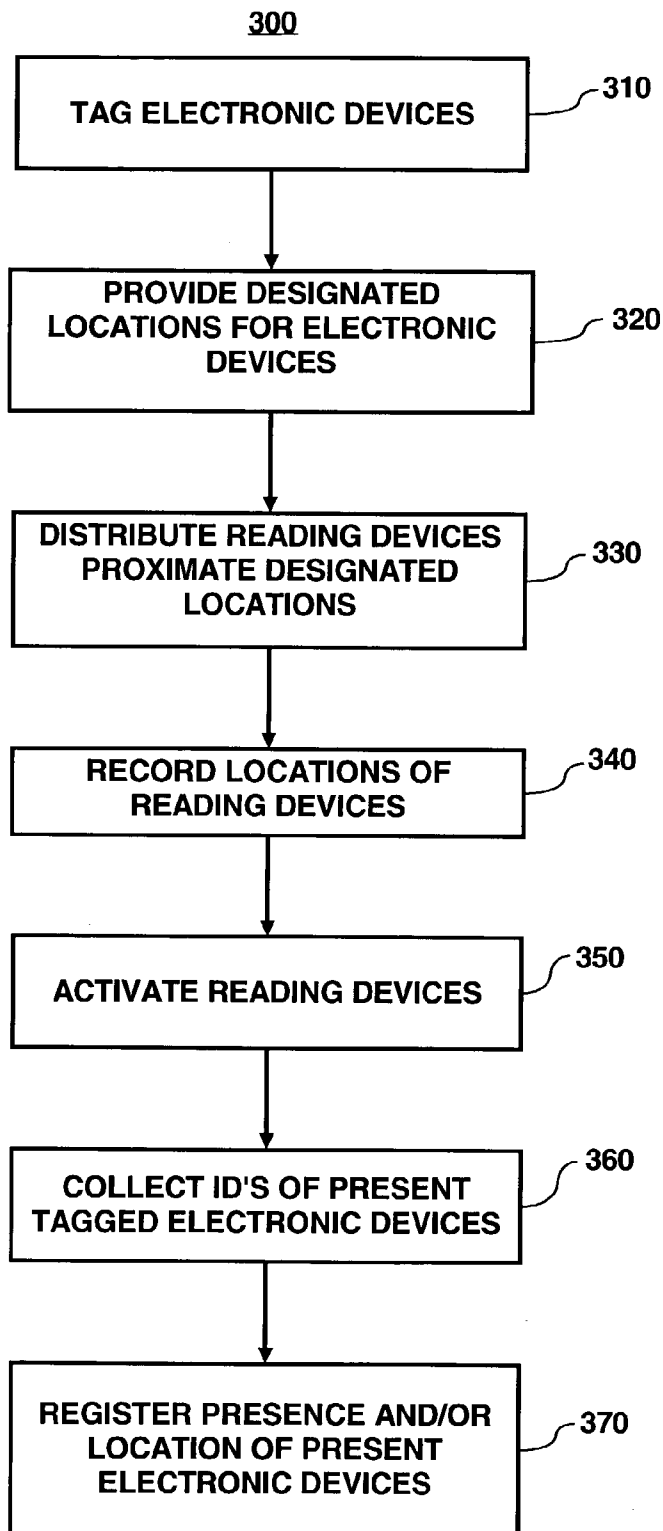 300
TAG ELECTRONIC DEVICES
310
PROVIDE DESIGNATED
LOCATIONS FOR ELECTRONIC
DEVICES
320
DISTRIBUTE READING DEVICES
PROXIMATE DESIGNATED
LOCATIONS
330
RECORD LOCATIONS OF
READING DEVICES
340
ACTIVATE READING DEVICES
350
COLLECT ID'S OF PRESENT
TAGGED ELECTRONIC DEVICES
360
REGISTER PRESENCE AND/OR
LOCATION OF PRESENT
ELECTRONIC DEVICES
370